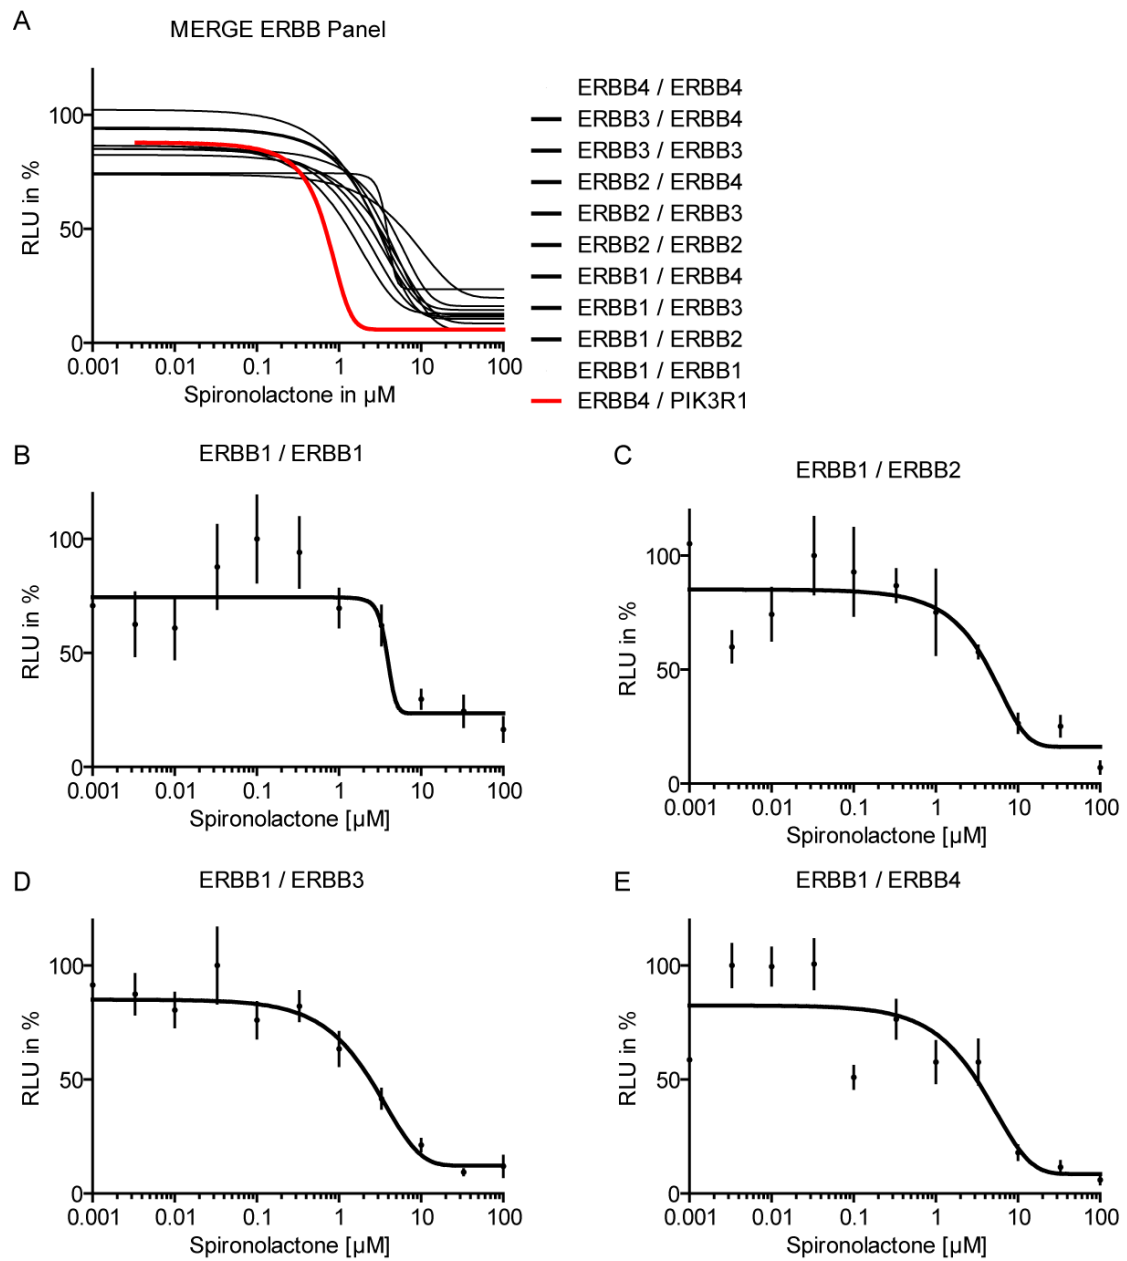 A
MERGE ERBB Panel
RLU in %
100
50
0
0.001 0.01 0.1 1 10 100
Spironolactone in µM
ERBB4 / ERBB4
ERBB3 / ERBB4
ERBB3 / ERBB3
ERBB2 / ERBB4
ERBB2 / ERBB3
ERBB2 / ERBB2
ERBB1 / ERBB4
ERBB1 / ERBB3
ERBB1 / ERBB2
ERBB1 / ERBB1
ERBB4 / PIK3R1
B
ERBB1 / ERBB1
RLU in %
100
50
0
0.001 0.01 0.1 1 10 100
Spironolactone [µM]
C
ERBB1 / ERBB2
RLU in %
100
50
0
0.001 0.01 0.1 1 10 100
Spironolactone [µM]
D
ERBB1 / ERBB3
RLU in %
100
50
0
0.001 0.01 0.1 1 10 100
Spironolactone [µM]
E
ERBB1 / ERBB4
RLU in %
100
50
0
0.001 0.01 0.1 1 10 100
Spironolactone [µM]